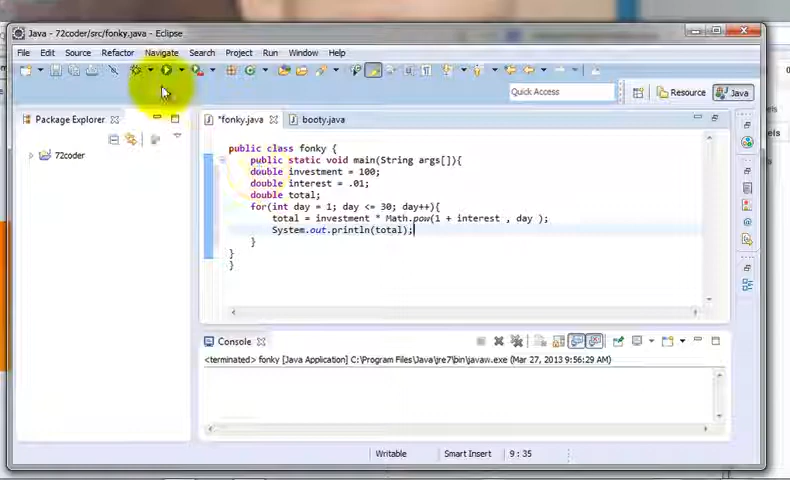 Java - 72coder/src/fonky.java - Eclipse
File Edit Source Refactor Navigate Search Project Run Window Help
Quick Access Resource Java
Package Explorer
72coder
*fonky.java booty.java
public class fonky {
public static void main(String args[]){
double investment = 100;
double interest = .01;
double total;
for(int day = 1; day <= 30; day++){
total = investment * Math.pow(1 + interest , day );
System.out.println(total);
}
}
}
Console
<terminated> fonky [Java Application] C:\Program Files\Java\jre7\bin\javaw.exe (Mar 27, 2013 9:56:29 AM)
Writable Smart Insert 9 : 35